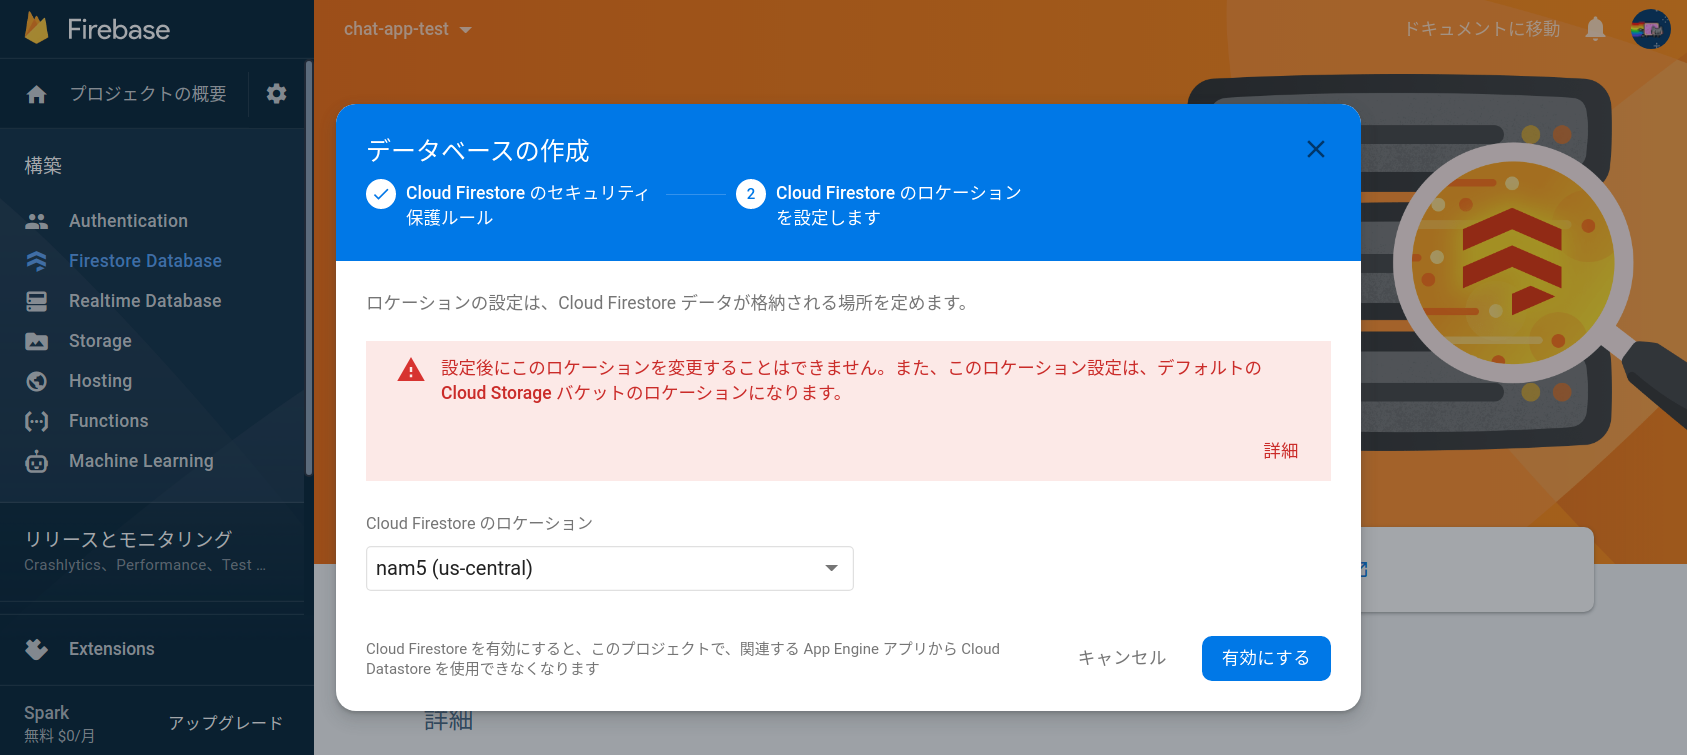 Firebase
chat-app-test
ドキュメントに移動
プロジェクトの概要
構築
Authentication
Firestore Database
Realtime Database
Storage
Hosting
Functions
Machine Learning
リリースとモニタリング
Crashlytics、Performance、Test ...
Extensions
Spark
無料 $0/月
アップグレード
データベースの作成
Cloud Firestore のセキュリティ
保護ルール
2
Cloud Firestore のロケーション
を設定します
ロケーションの設定は、Cloud Firestore データが格納される場所を定めます。
設定後にこのロケーションを変更することはできません。また、このロケーション設定は、デフォルトの
Cloud Storage バケットのロケーションになります。
詳細
Cloud Firestore のロケーション
nam5 (us-central)
Cloud Firestore を有効にすると、このプロジェクトで、関連する App Engine アプリから Cloud
Datastore を使用できなくなります
キャンセル
有効にする
詳細